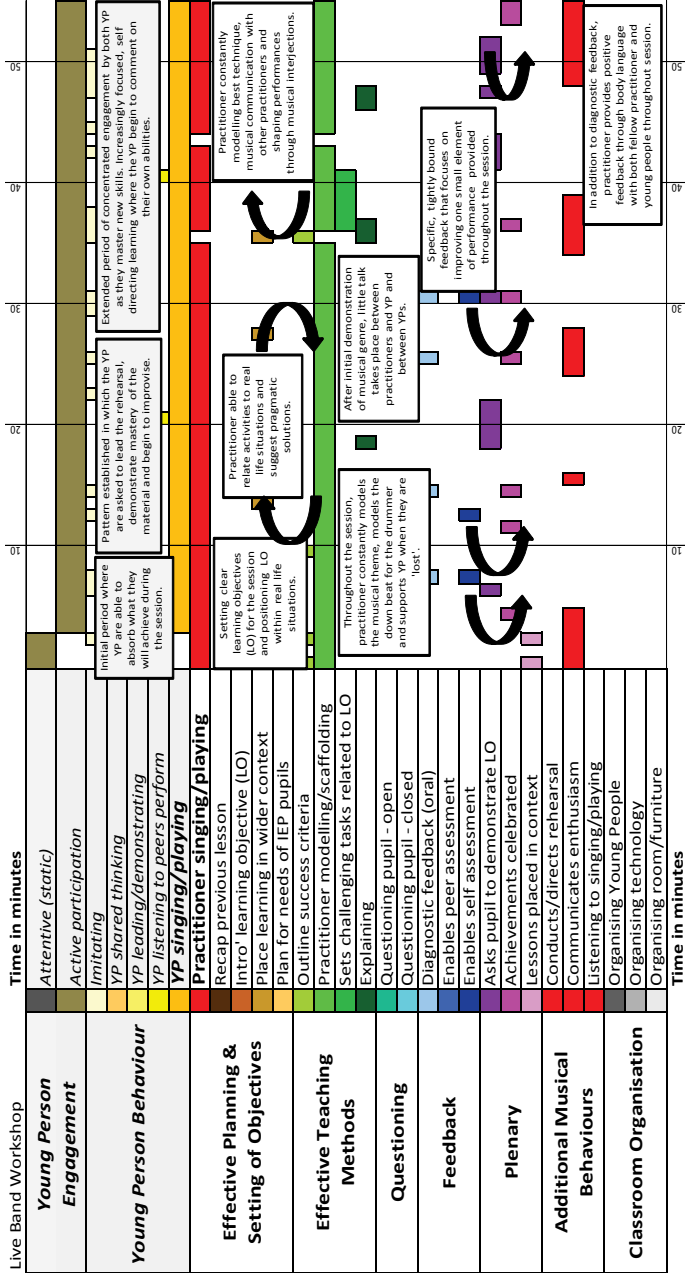 Live Band Workshop
Time in minutes
10
20
30
40
50
Young Person
Engagement
Attentive (static)
Active participation
Young Person Behaviour
Imitating
YP shared thinking
YP leading/demonstrating
YP listening to peers perform
YP singing/playing
Practitioner singing/playing
Effective Planning &
Setting of Objectives
Recap previous lesson
Intro' learning objective (LO)
Place learning in wider context
Plan for needs of IEP pupils
Effective Teaching
Methods
Outline success criteria
Practitioner modelling/scaffolding
Sets challenging tasks related to LO
Explaining
Questioning
Questioning pupil - open
Questioning pupil - closed
Feedback
Diagnostic feedback (oral)
Enables peer assessment
Enables self assessment
Plenary
Asks pupil to demonstrate LO
Achievements celebrated
Lessons placed in context
Additional Musical
Behaviours
Conducts/directs rehearsal
Communicates enthusiasm
Listening to singing/playing
Classroom Organisation
Organising Young People
Organising technology
Organising room/furniture
Time in minutes
10
20
30
40
50
Initial period where
YP are able to
absorb what they
will achieve during
the session.
Pattern established in which the YP
are asked to lead the rehearsal,
demonstrate mastery of the
material and begin to improvise.
Extended period of concentrated engagement by both YP
as they master new skills. Increasingly focused, self
directing learning where the YP begin to comment on
their own abilities.
Setting clear
learning objectives
(LO) for the session
and positioning LO
within real life
situations.
Practitioner able to
relate activities to real
life situations and
suggest pragmatic
solutions.
Practitioner constantly
modelling best technique,
musical communication with
other practitioners and
shaping performances
through musical interjections.
Throughout the session,
practitioner constantly models
the musical theme, models the
down beat for the drummer
and supports YP when they are
'lost'.
After initial demonstration
of musical genre, little talk
takes place between
practitioners and YP and
between YPs.
Specific, tightly bound
feedback that focuses on
improving one small element
of performance provided
throughout the session.
In addition to diagnostic feedback,
practitioner provides positive
feedback through body language
with both fellow practitioner and
young people throughout session.